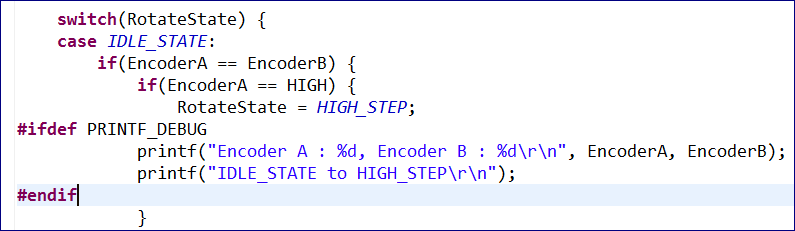 switch(RotateState) {
case IDLE_STATE:
if(EncoderA == EncoderB) {
if(EncoderA == HIGH) {
RotateState = HIGH_STEP;
#ifdef PRINTF_DEBUG
printf("Encoder A : %d, Encoder B : %d\r\n", EncoderA, EncoderB);
printf("IDLE_STATE to HIGH_STEP\r\n");
#endif
}